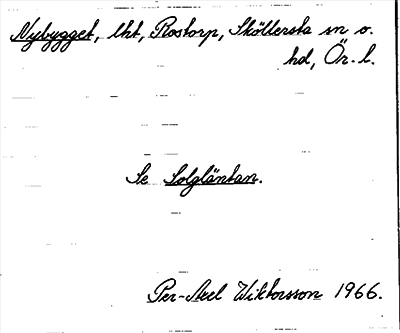 Nybygget, lht, Rostorp, Sköllersta sn o.
hd, Ör. l.
Se Solgläntan.
Per-Axel Wiktorsson 1966.